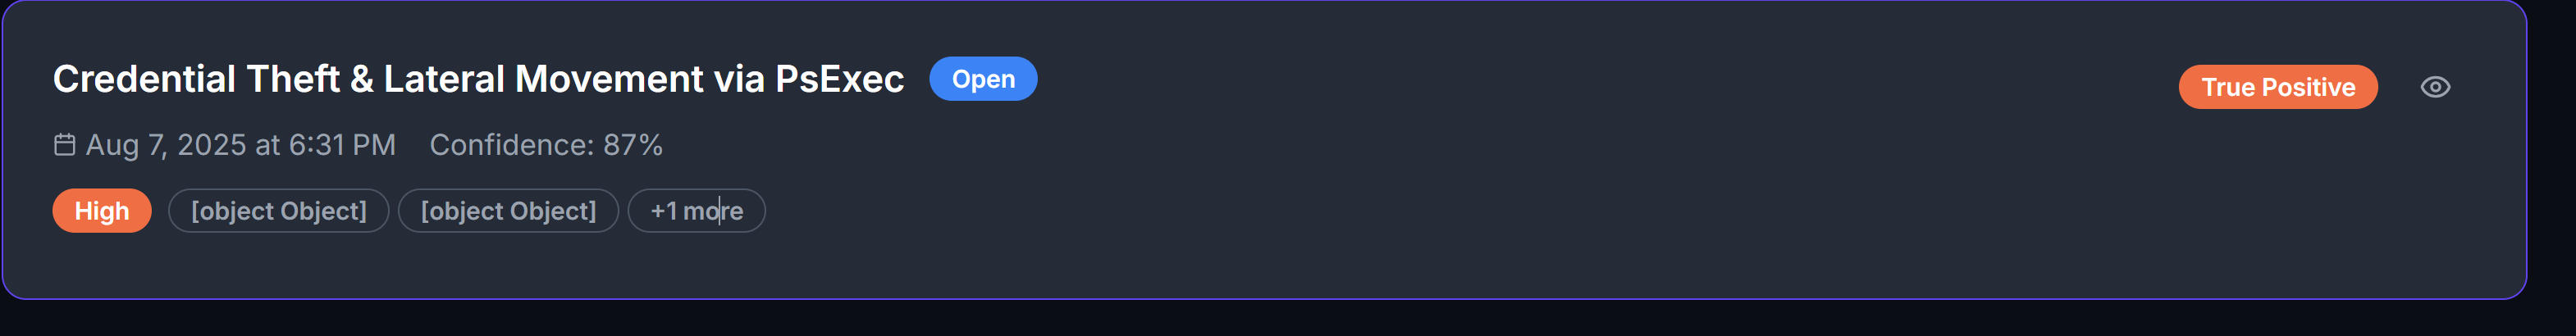 Credential Theft & Lateral Movement via PsExec Open True Positive
Aug 7, 2025 at 6:31 PM Confidence: 87%
High [object Object] [object Object] +1 more